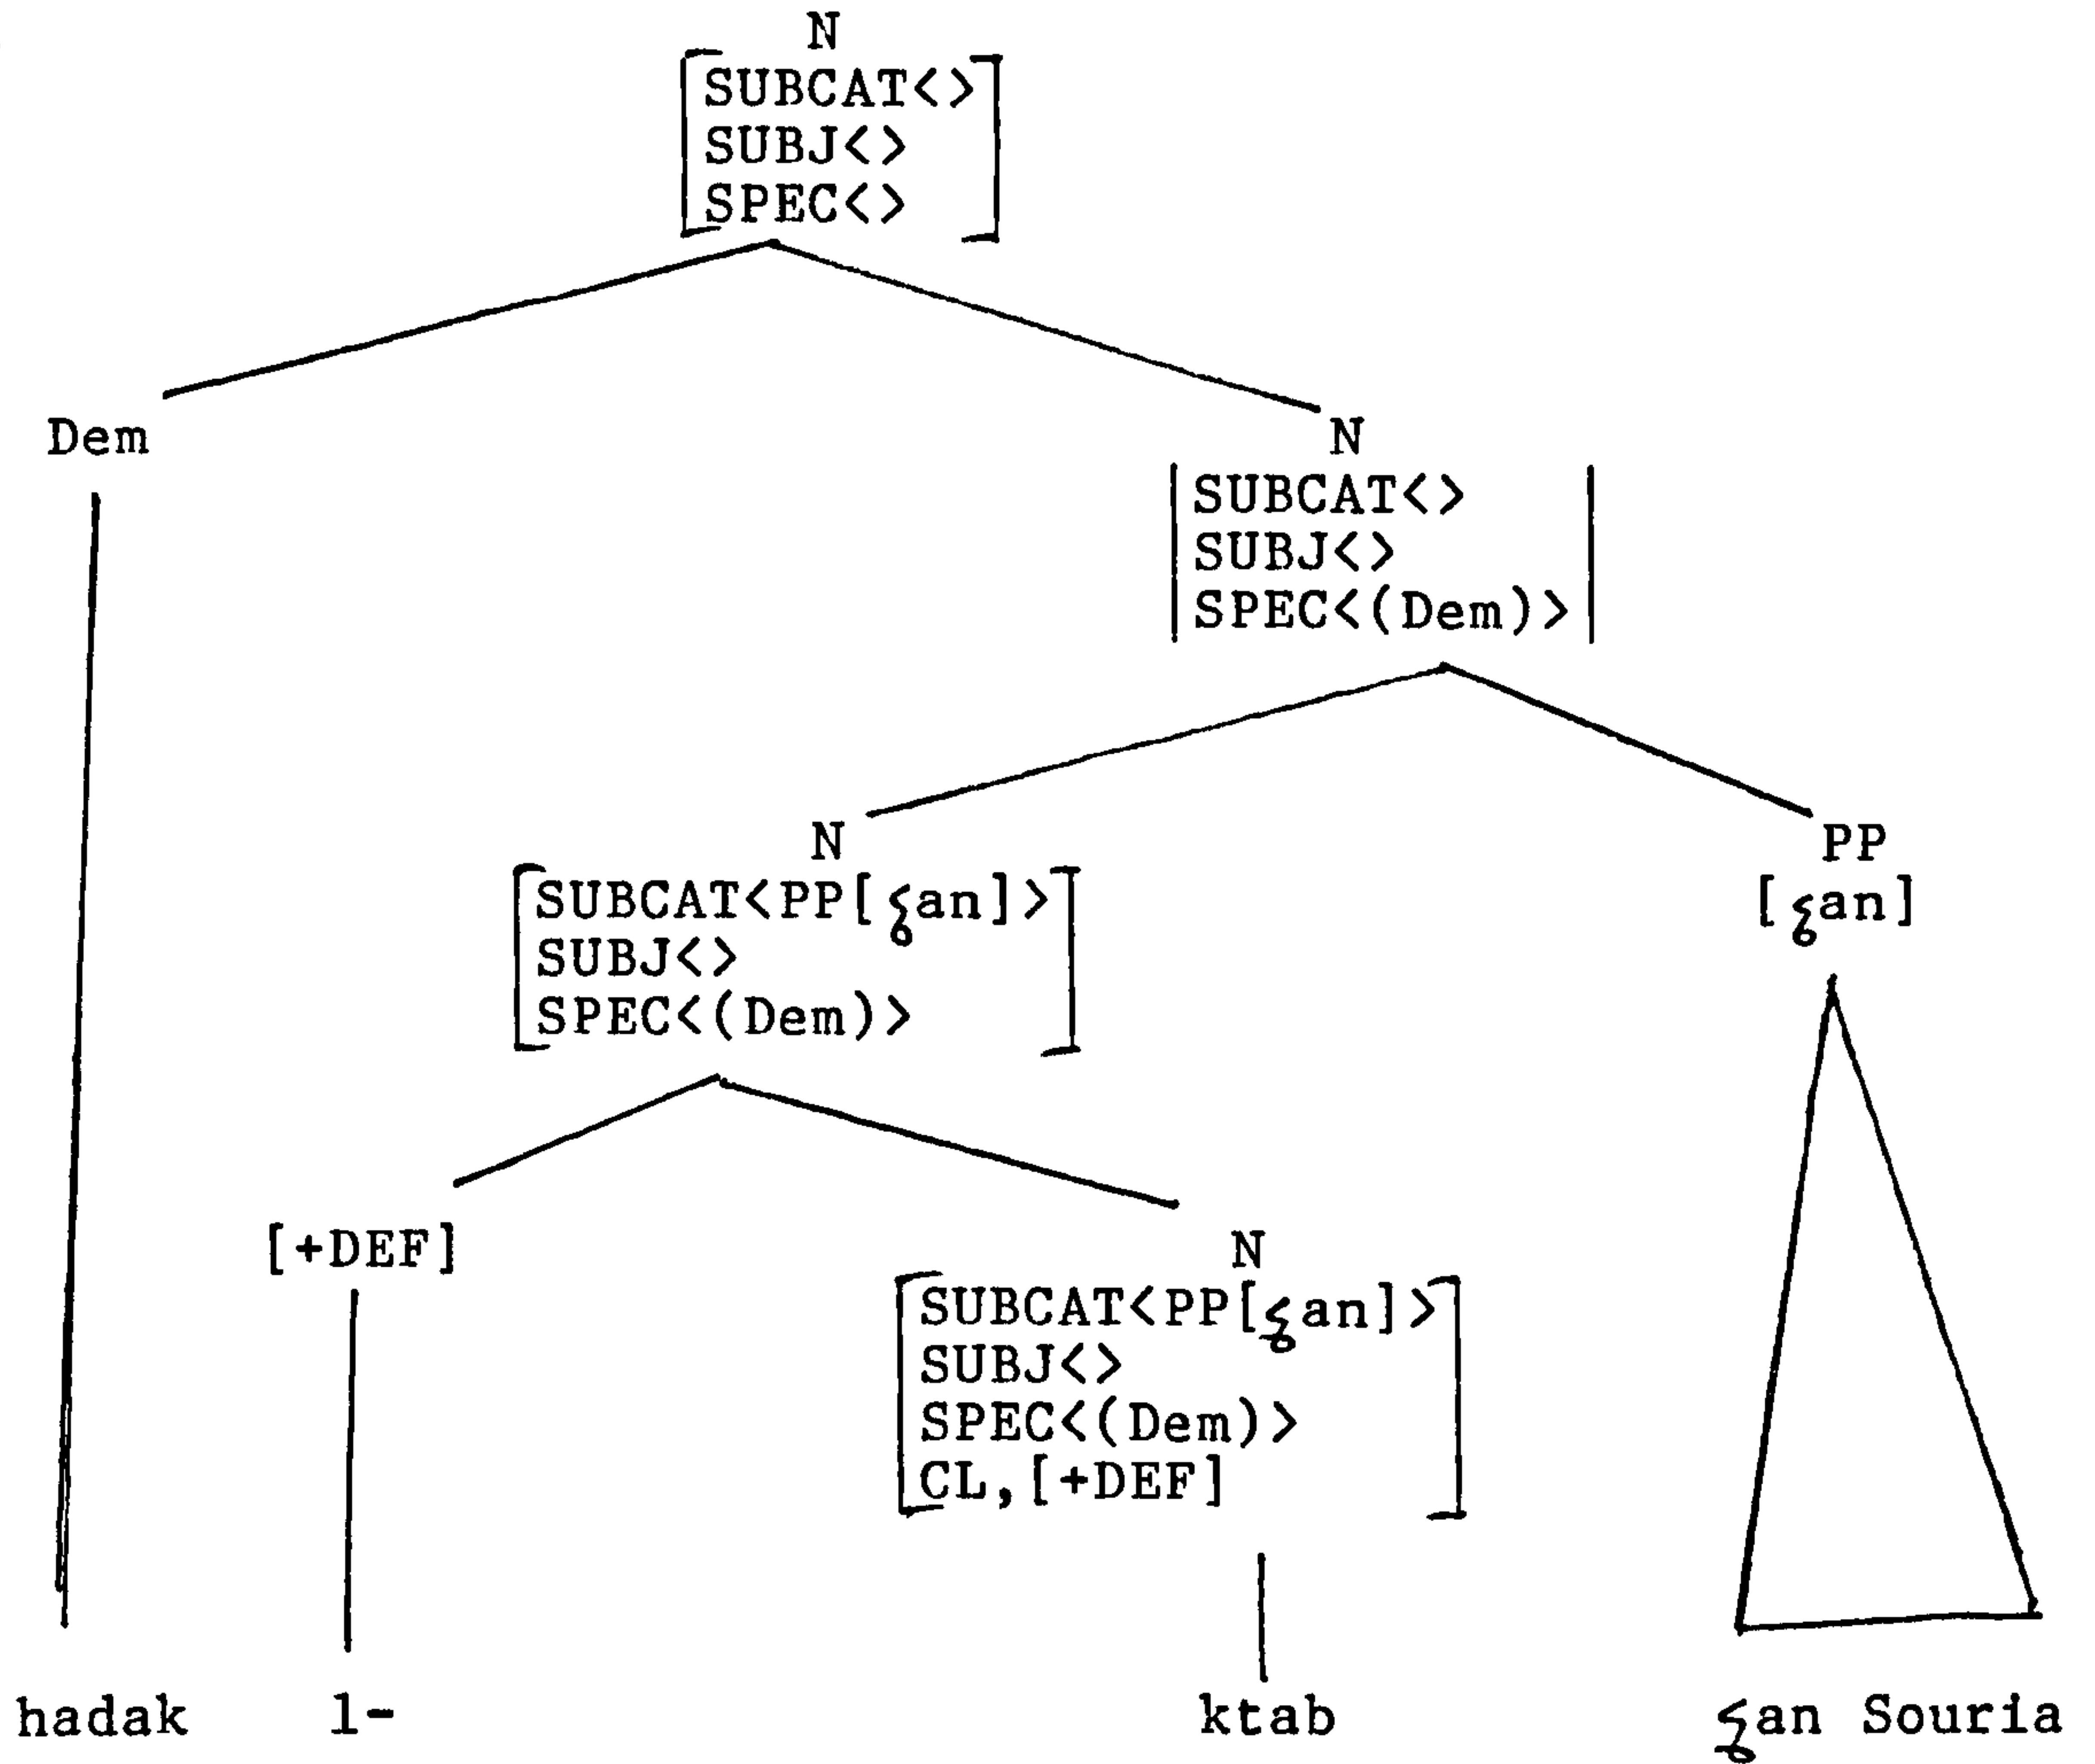 N
SUBCAT<>
SUBJ<>
SPEC<>
Dem
N
SUBCAT<>
SUBJ<>
SPEC<(Dem)>
N
SUBCAT<PP[ʕan]>
SUBJ<>
SPEC<(Dem)>
PP
[ʕan]
[+DEF]
N
SUBCAT<PP[ʕan]>
SUBJ<>
SPEC<(Dem)>
CL,[+DEF]
hadak l- ktab ʕan Souria